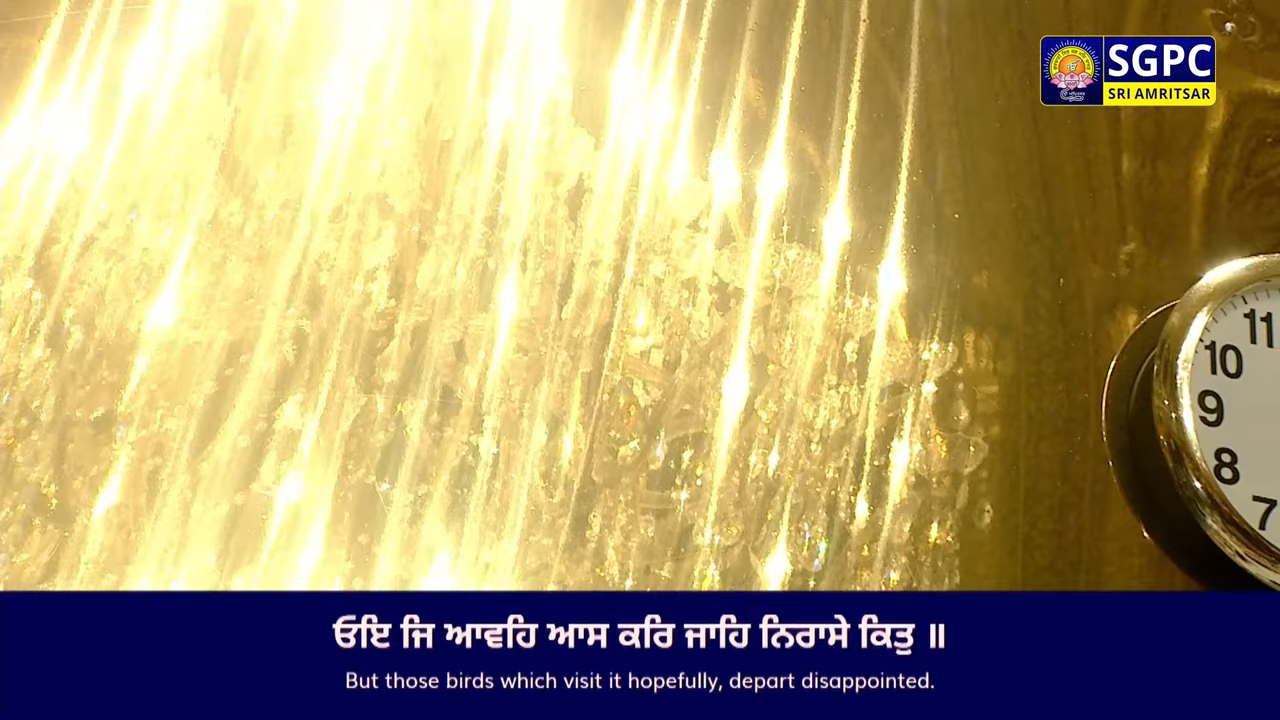 SGPC
SRI AMRITSAR
11
10
9
8
7
ਓਇ ਜਿ ਆਵਹਿ ਆਸ ਕਰਿ ਜਾਹਿ ਨਿਰਾਸੇ ਕਿਤੁ ॥
But those birds which visit it hopefully, depart disappointed.